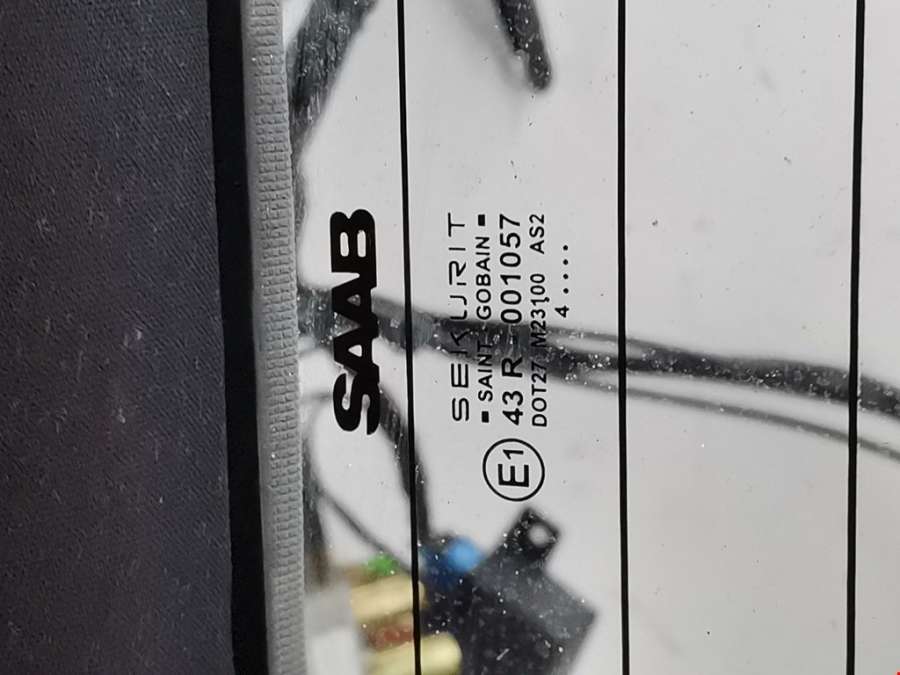 SAAB
SEKURIT
▪ SAINT - GOBAIN ▪
E1 43 R - 001057
DOT27 M23100 AS2
4 . . . .